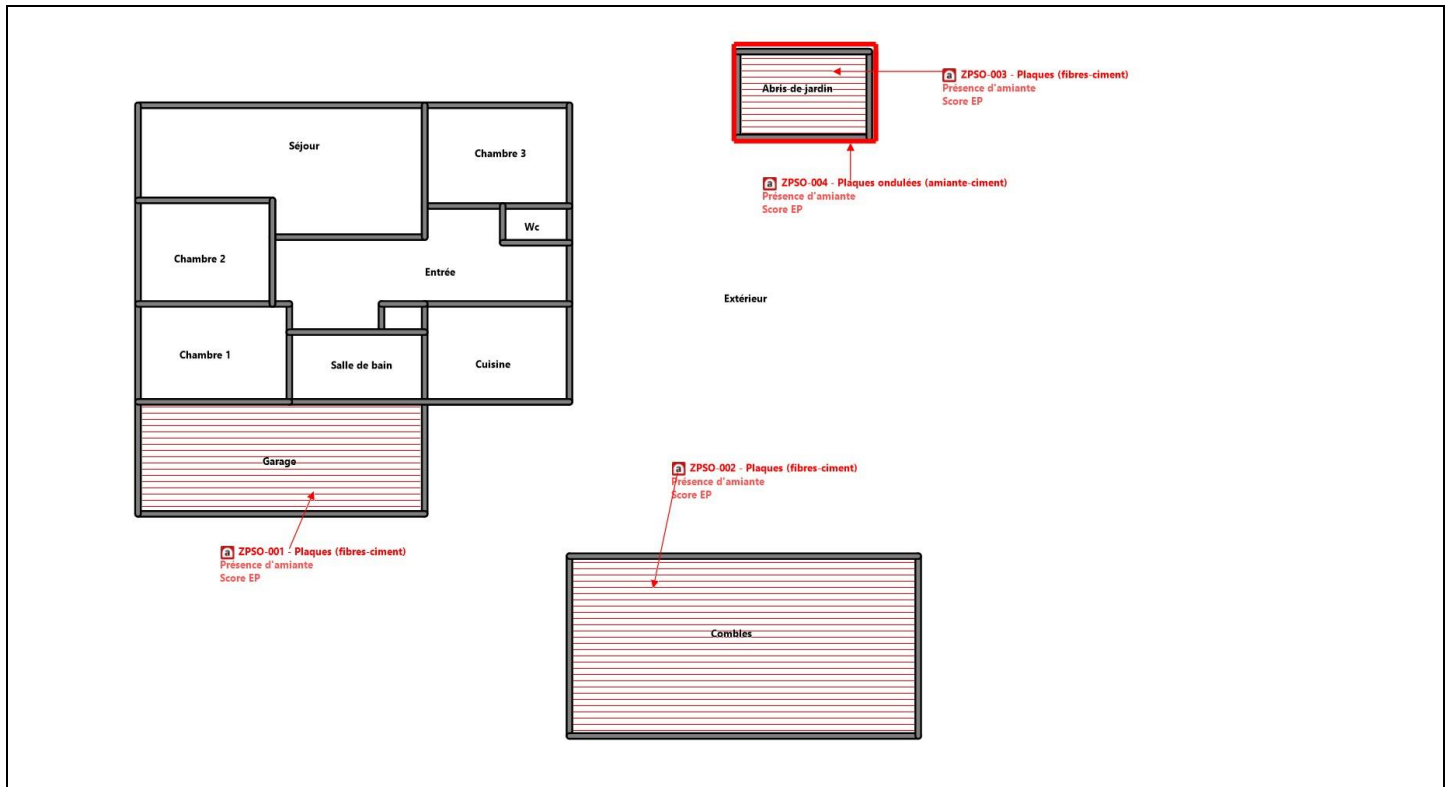 a ZPSO-003 - Plaques (fibres-ciment)
Présence d'amiante
Score EP
Abris de jardin
Séjour
Chambre 3
a ZPSO-004 - Plaques ondulées (amiante-ciment)
Présence d'amiante
Score EP
Wc
Chambre 2
Entrée
Extérieur
Chambre 1
Salle de bain
Cuisine
Garage
a ZPSO-002 - Plaques (fibres-ciment)
Présence d'amiante
Score EP
a ZPSO-001 - Plaques (fibres-ciment)
Présence d'amiante
Score EP
Combles